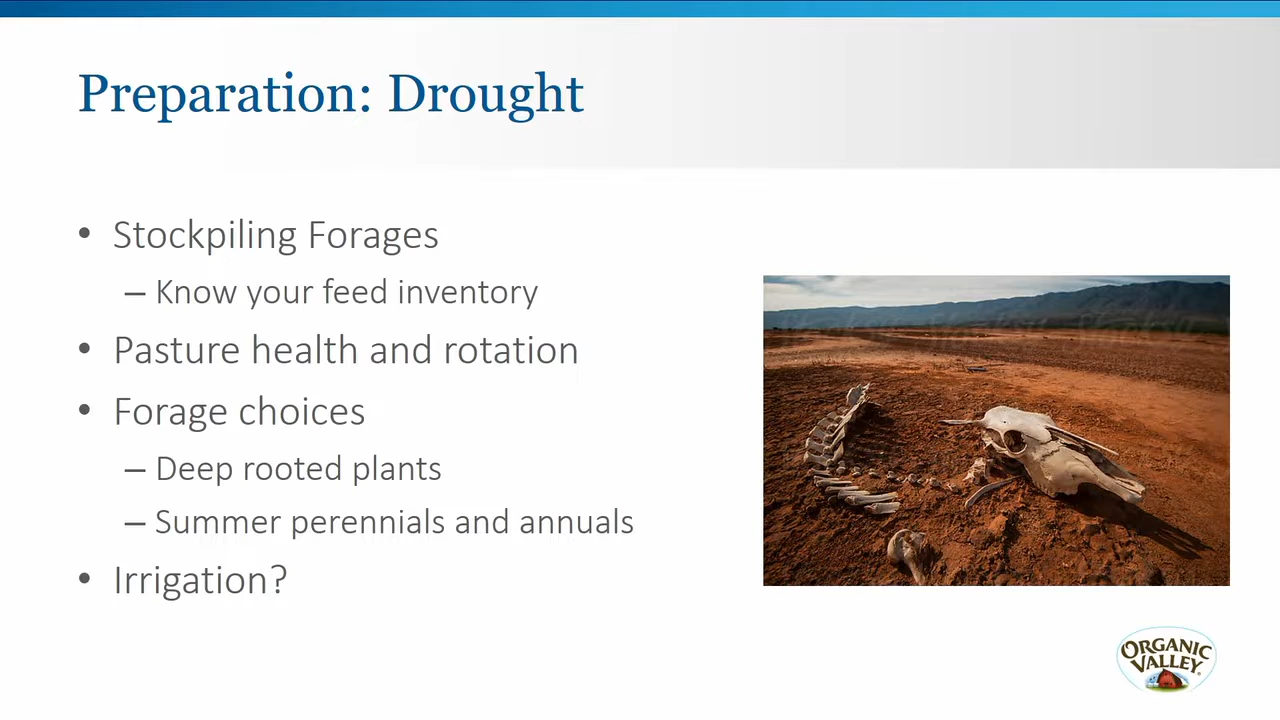 Preparation: Drought
• Stockpiling Forages
– Know your feed inventory
• Pasture health and rotation
• Forage choices
– Deep rooted plants
– Summer perennials and annuals
• Irrigation?
ORGANIC
VALLEY